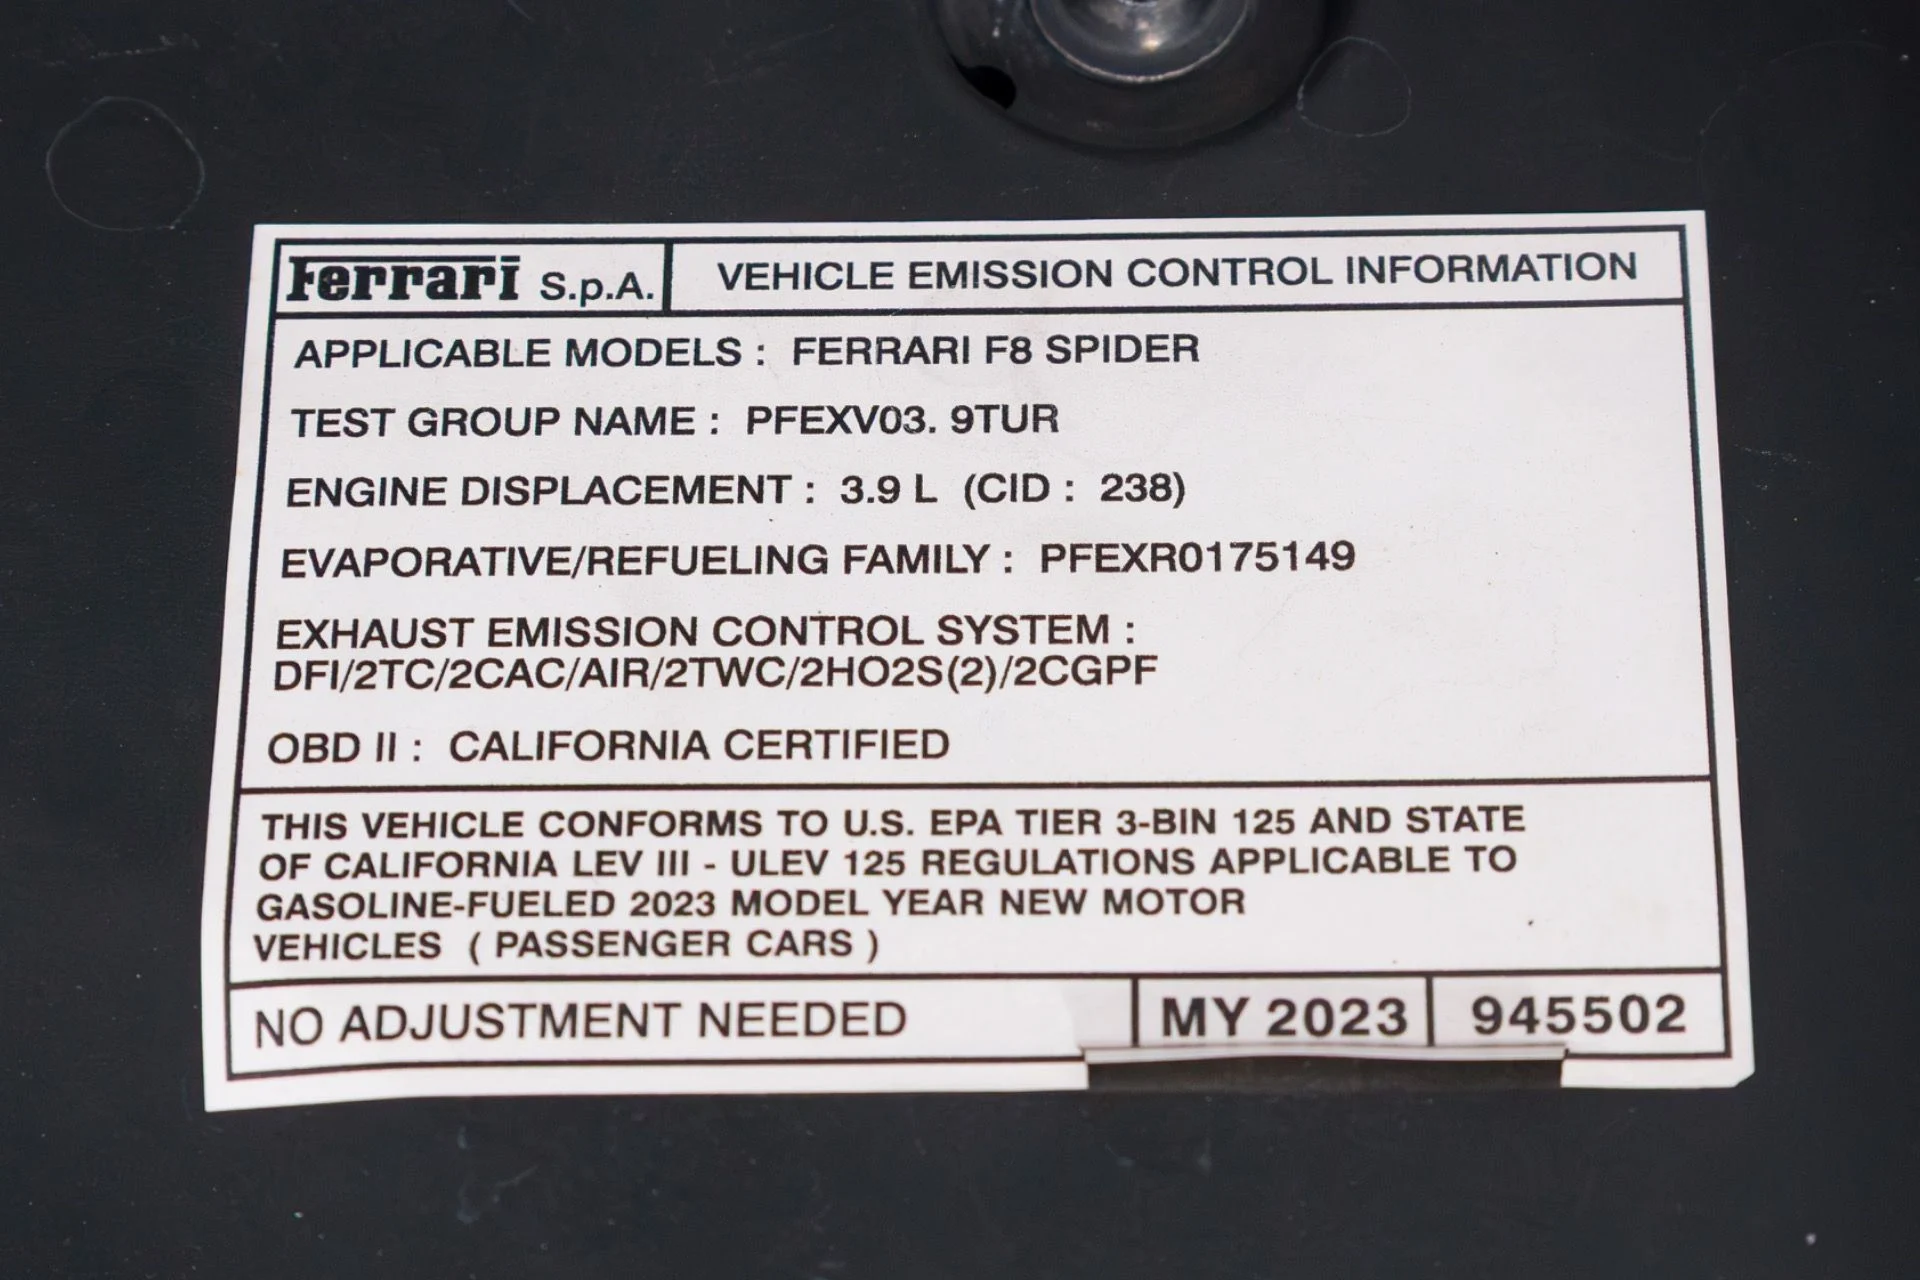 Ferrari S.p.A. VEHICLE EMISSION CONTROL INFORMATION
APPLICABLE MODELS : FERRARI F8 SPIDER
TEST GROUP NAME : PFEXV03. 9TUR
ENGINE DISPLACEMENT : 3.9 L (CID : 238)
EVAPORATIVE/REFUELING FAMILY : PFEXR0175149
EXHAUST EMISSION CONTROL SYSTEM :
DFI/2TC/2CAC/AIR/2TWC/2HO2S(2)/2CGPF
OBD II : CALIFORNIA CERTIFIED
THIS VEHICLE CONFORMS TO U.S. EPA TIER 3-BIN 125 AND STATE
OF CALIFORNIA LEV III - ULEV 125 REGULATIONS APPLICABLE TO
GASOLINE-FUELED 2023 MODEL YEAR NEW MOTOR
VEHICLES ( PASSENGER CARS )
NO ADJUSTMENT NEEDED MY 2023 945502